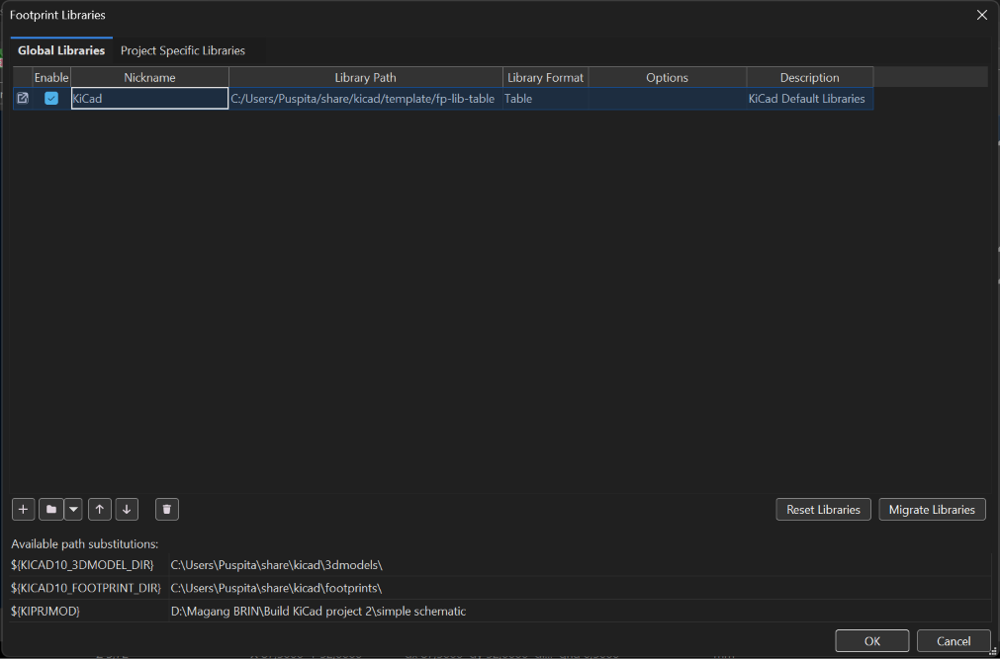 Footprint Libraries
Global Libraries Project Specific Libraries
Enable Nickname Library Path Library Format Options Description
KiCad C:/Users/Puspita/share/kicad/template/fp-lib-table Table KiCad Default Libraries
Reset Libraries Migrate Libraries
Available path substitutions:
${KICAD10_3DMODEL_DIR} C:\Users\Puspita\share\kicad\3dmodels\
${KICAD10_FOOTPRINT_DIR} C:\Users\Puspita\share\kicad\footprints\
${KIPRJMOD} D:\Magang BRIN\Build KiCad project 2\simple schematic
OK Cancel